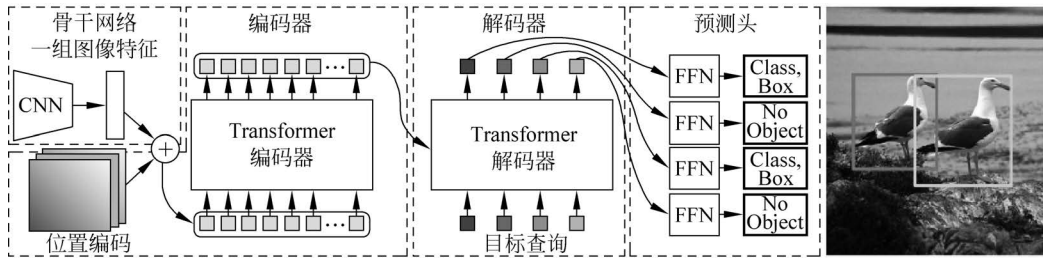 骨干网络
一组图像特征
CNN
+
位置编码
编码器
Transformer
编码器
解码器
Transformer
解码器
目标查询
预测头
FFN
Class,
Box
FFN
No
Object
FFN
Class,
Box
FFN
No
Object